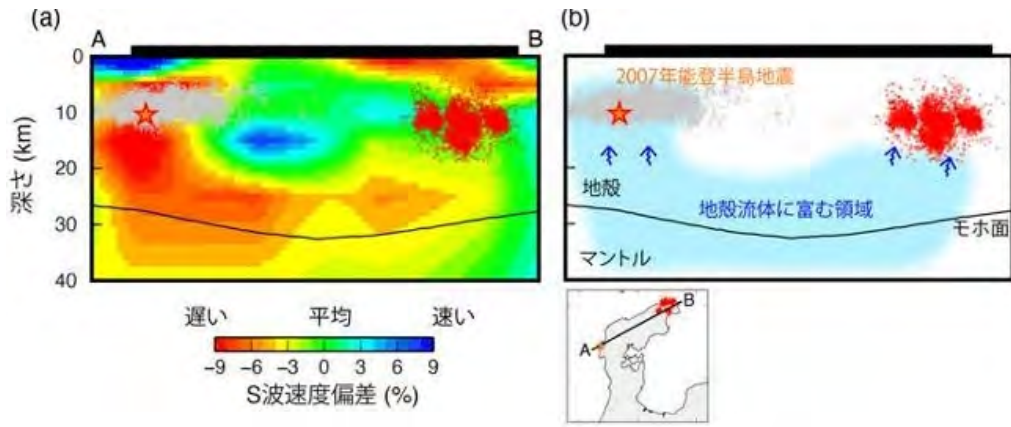 (a)
A
B
0
10
20
30
40
深さ (km)
遅い
平均
速い
−9
−6
−3
0
3
6
9
S波速度偏差 (%)
(b)
2007年能登半島地震
地殻
地殻流体に富む領域
モホ面
マントル
A
B